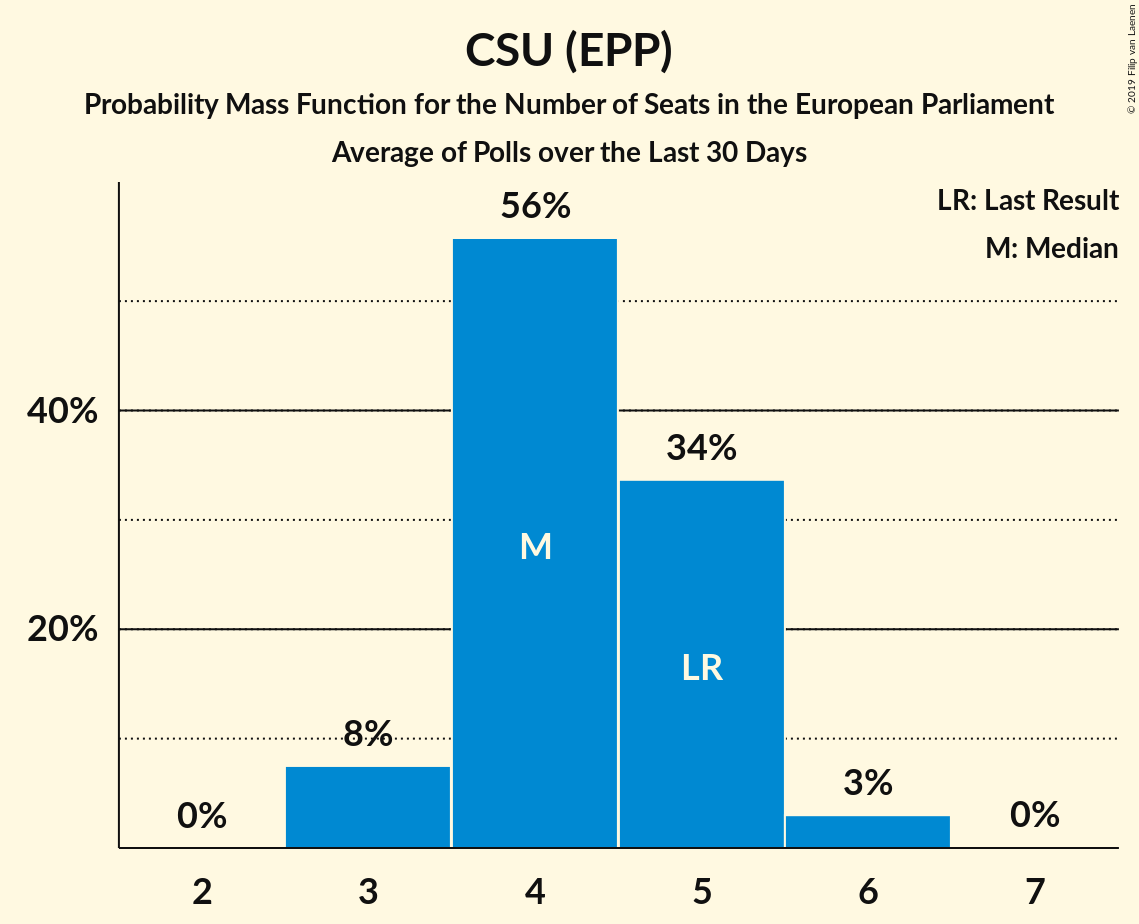 CSU (EPP)
Probability Mass Function for the Number of Seats in the European Parliament
Average of Polls over the Last 30 Days
© 2019 Filip van Laenen
LR: Last Result
M: Median
56%
40%
34%
M
20%
LR
8%
3%
0%
0%
2 3 4 5 6 7